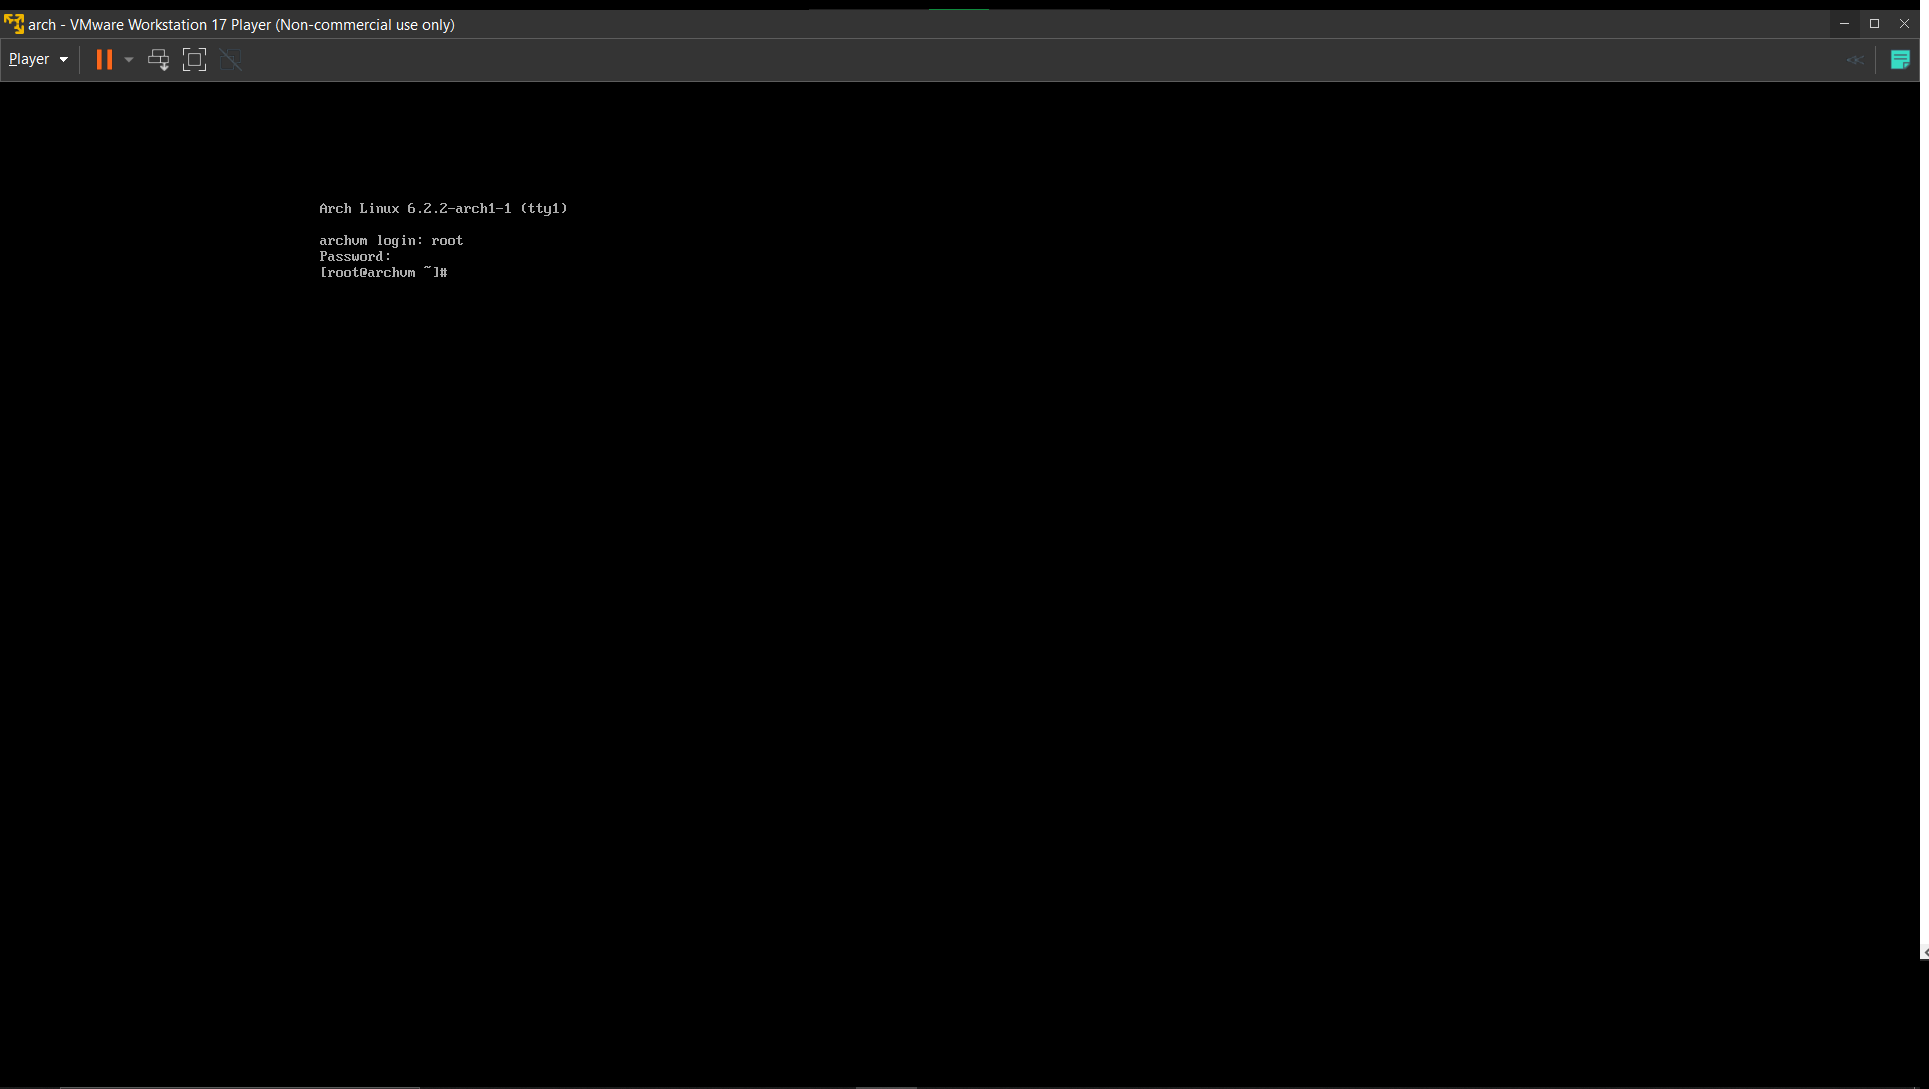 arch - VMware Workstation 17 Player (Non-commercial use only)
Player
Arch Linux 6.2.2-arch1-1 (tty1)
archvm login: root
Password:
[root@archvm ~]#